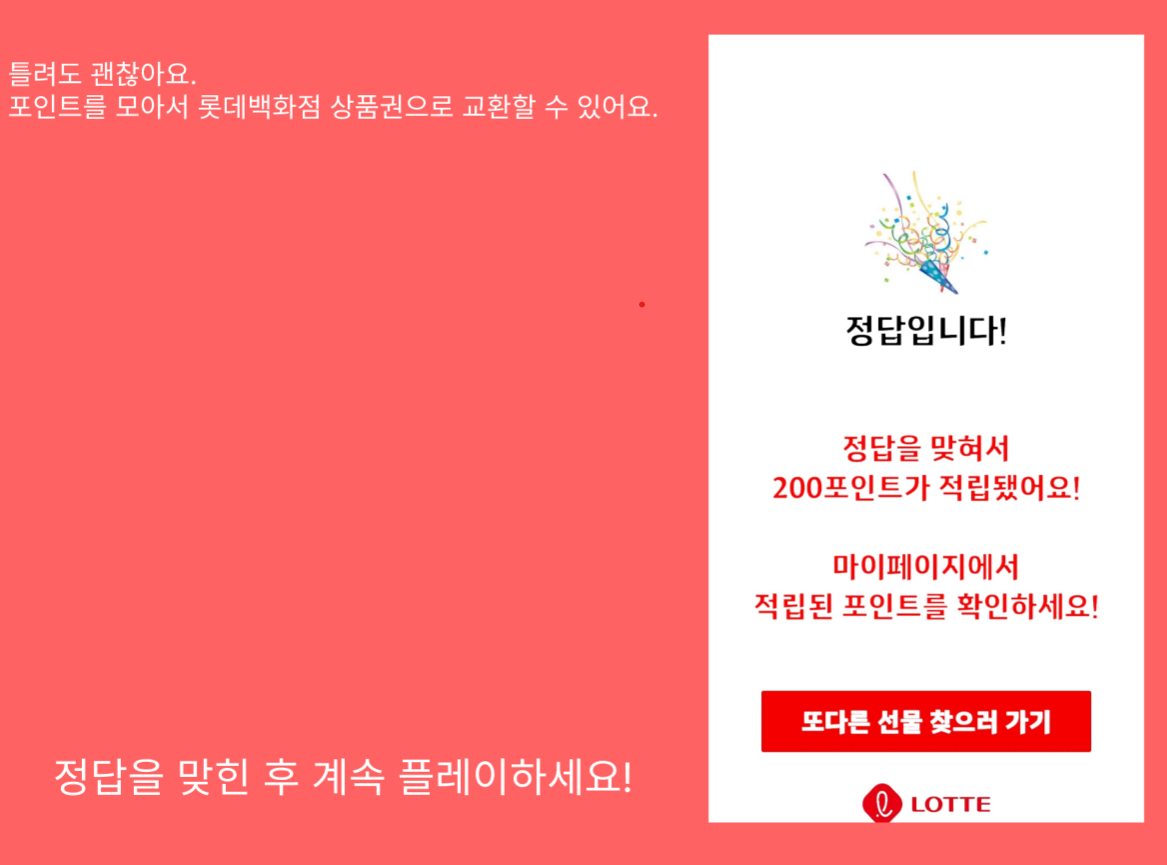 틀려도 괜찮아요.
포인트를 모아서 롯데백화점 상품권으로 교환할 수 있어요.
정답을 맞힌 후 계속 플레이하세요!
정답입니다!
정답을 맞혀서
200포인트가 적립됐어요!
마이페이지에서
적립된 포인트를 확인하세요!
또다른 선물 찾으러 가기
LOTTE